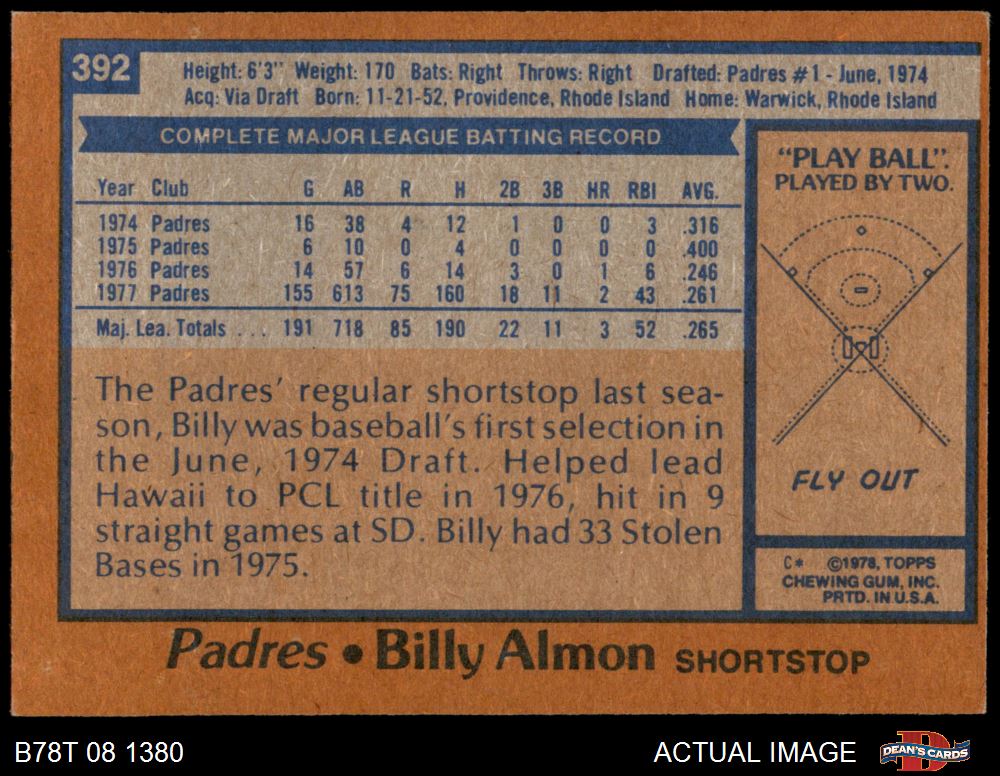 392
Height: 6'3" Weight: 170 Bats: Right Throws: Right Drafted: Padres #1 - June, 1974
Acq: Via Draft Born: 11-21-52, Providence, Rhode Island Home: Warwick, Rhode Island
COMPLETE MAJOR LEAGUE BATTING RECORD
Year Club G AB R H 2B 3B HR RBI AVG.
1974 Padres 16 38 4 12 1 0 0 3 .316
1975 Padres 6 10 0 4 0 0 0 0 .400
1976 Padres 14 57 6 14 3 0 1 6 .246
1977 Padres 155 613 75 160 18 11 2 43 .261
Maj. Lea. Totals . . . 191 718 85 190 22 11 3 52 .265
The Padres' regular shortstop last sea-
son, Billy was baseball's first selection in
the June, 1974 Draft. Helped lead
Hawaii to PCL title in 1976, hit in 9
straight games at SD. Billy had 33 Stolen
Bases in 1975.
"PLAY BALL".
PLAYED BY TWO.
FLY OUT
C* ©1978, TOPPS
CHEWING GUM, INC.
PRTD. IN U.S.A.
Padres • Billy Almon SHORTSTOP
B78T 08 1380
ACTUAL IMAGE
D
DEAN'S CARDS